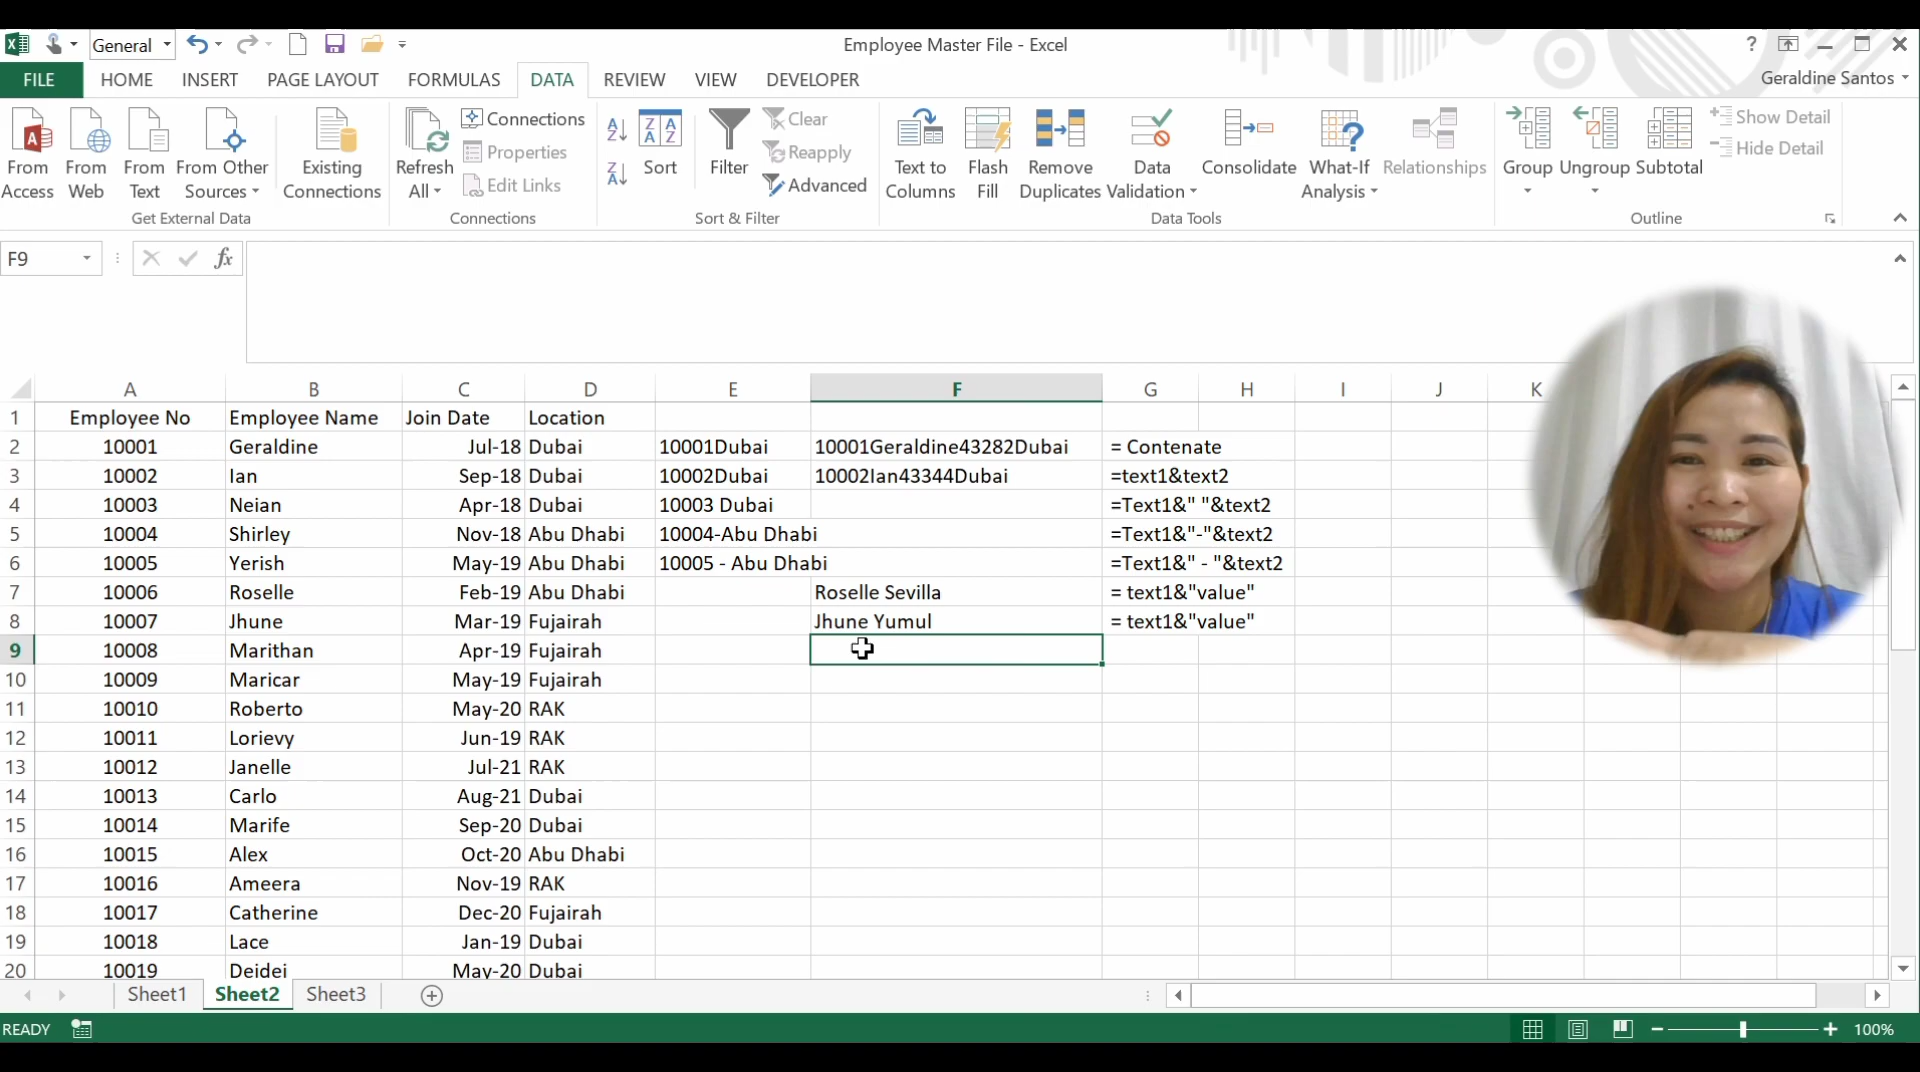 General
Employee Master File - Excel
?
FILE HOME INSERT PAGE LAYOUT FORMULAS DATA REVIEW VIEW DEVELOPER
Geraldine Santos
From Access
From Web
From Text
From Other Sources
Existing Connections
Get External Data
Refresh All
Connections
Properties
Edit Links
Connections
Sort
Filter
Clear
Reapply
Advanced
Sort & Filter
Text to Columns
Flash Fill
Remove Duplicates
Data Validation
Consolidate
What-If Analysis
Relationships
Data Tools
Group
Ungroup
Subtotal
Show Detail
Hide Detail
Outline
F9 fx
A B C D E F G H I J K
1 Employee No Employee Name Join Date Location
2 10001 Geraldine Jul-18 Dubai 10001Dubai 10001Geraldine43282Dubai = Contenate
3 10002 Ian Sep-18 Dubai 10002Dubai 10002Ian43344Dubai =text1&text2
4 10003 Neian Apr-18 Dubai 10003 Dubai =Text1&" "&text2
5 10004 Shirley Nov-18 Abu Dhabi 10004-Abu Dhabi =Text1&"-"&text2
6 10005 Yerish May-19 Abu Dhabi 10005 - Abu Dhabi =Text1&" - "&text2
7 10006 Roselle Feb-19 Abu Dhabi Roselle Sevilla = text1&"value"
8 10007 Jhune Mar-19 Fujairah Jhune Yumul = text1&"value"
9 10008 Marithan Apr-19 Fujairah
10 10009 Maricar May-19 Fujairah
11 10010 Roberto May-20 RAK
12 10011 Lorievy Jun-19 RAK
13 10012 Janelle Jul-21 RAK
14 10013 Carlo Aug-21 Dubai
15 10014 Marife Sep-20 Dubai
16 10015 Alex Oct-20 Abu Dhabi
17 10016 Ameera Nov-19 RAK
18 10017 Catherine Dec-20 Fujairah
19 10018 Lace Jan-19 Dubai
20 10019 Deidei May-20 Dubai
Sheet1 Sheet2 Sheet3
READY
100%